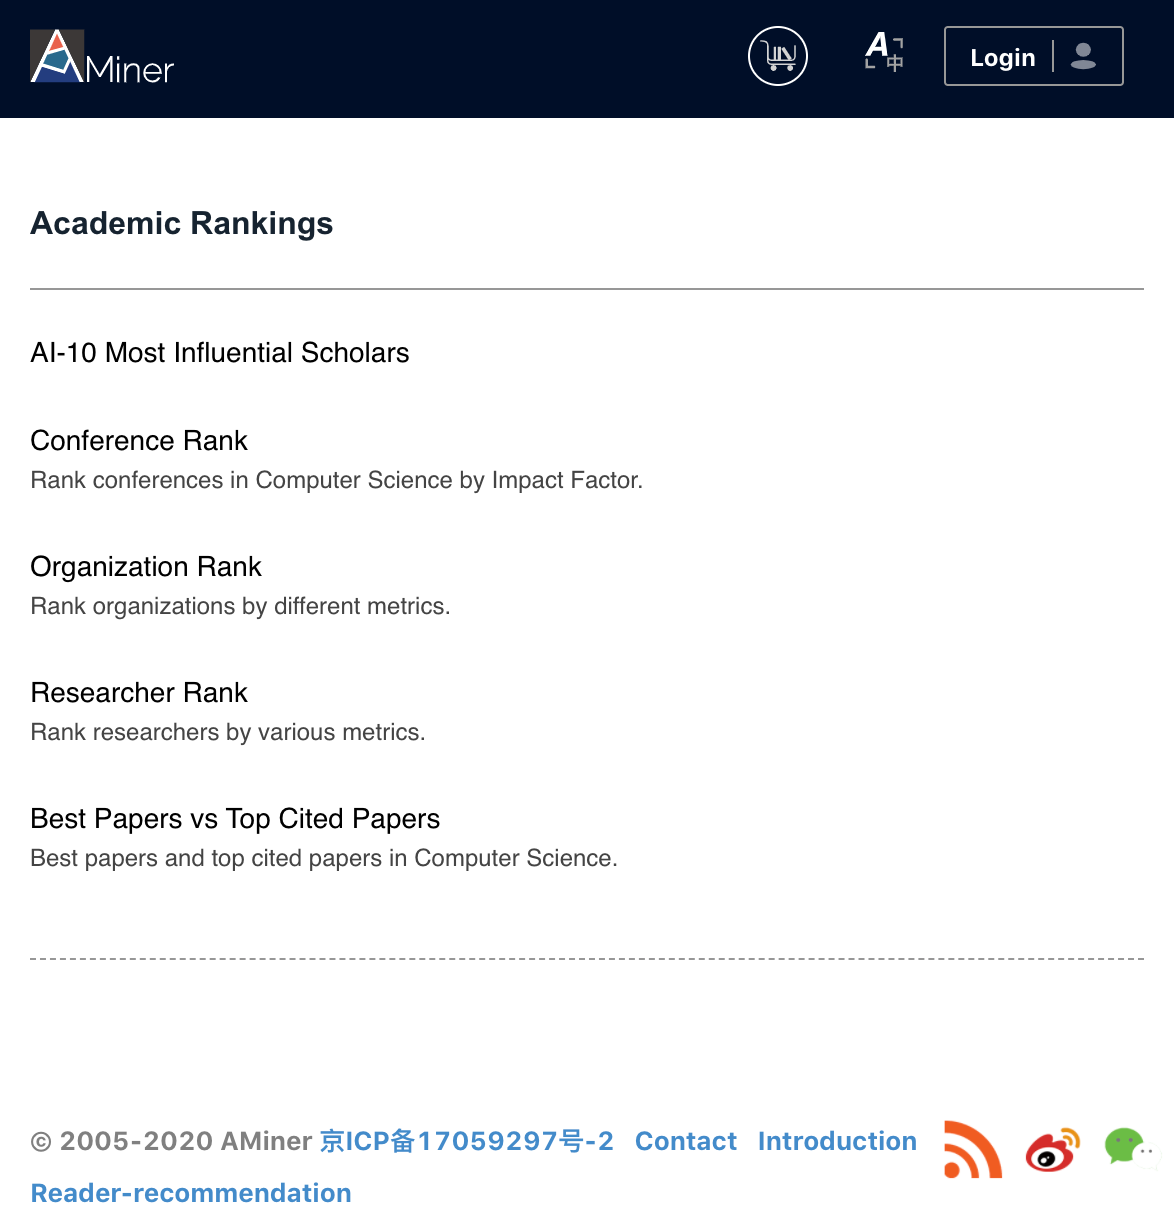 AMiner
A中
Login
Academic Rankings
AI-10 Most Influential Scholars
Conference Rank
Rank conferences in Computer Science by Impact Factor.
Organization Rank
Rank organizations by different metrics.
Researcher Rank
Rank researchers by various metrics.
Best Papers vs Top Cited Papers
Best papers and top cited papers in Computer Science.
© 2005-2020 AMiner 京ICP备17059297号-2 Contact Introduction
Reader-recommendation